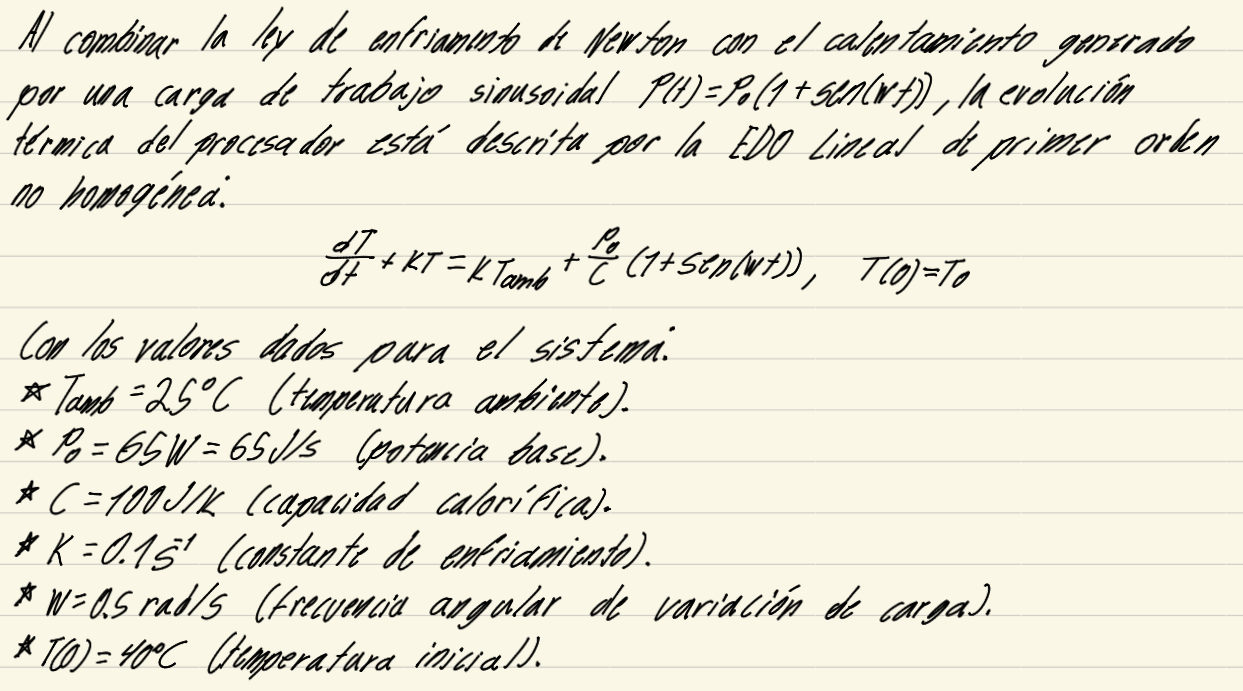 Al combinar la ley de enfriamento de Newton con el calentamiento generado
por una carga de trabajo sinusoidal P(t)=P₀(1+sen(wt)), la evolución
térmica del procesador está descrita por la EDO Lineal de primer orden
no homogénea:
dT/dt + KT = KTamb + P₀/C (1+sen(wt)), T(0)=T₀
Con los valores dados para el sistema:
☆ Tamb = 25°C (temperatura ambiente).
☆ P₀ = 65W = 65J/s (potencia base).
☆ C = 100J/K (capacidad calorífica).
☆ K = 0.1s⁻¹ (constante de enfriamiento).
☆ W=0.5 rad/s (frecuencia angular de variación de carga).
☆ T(0) = 40°C (temperatura inicial).